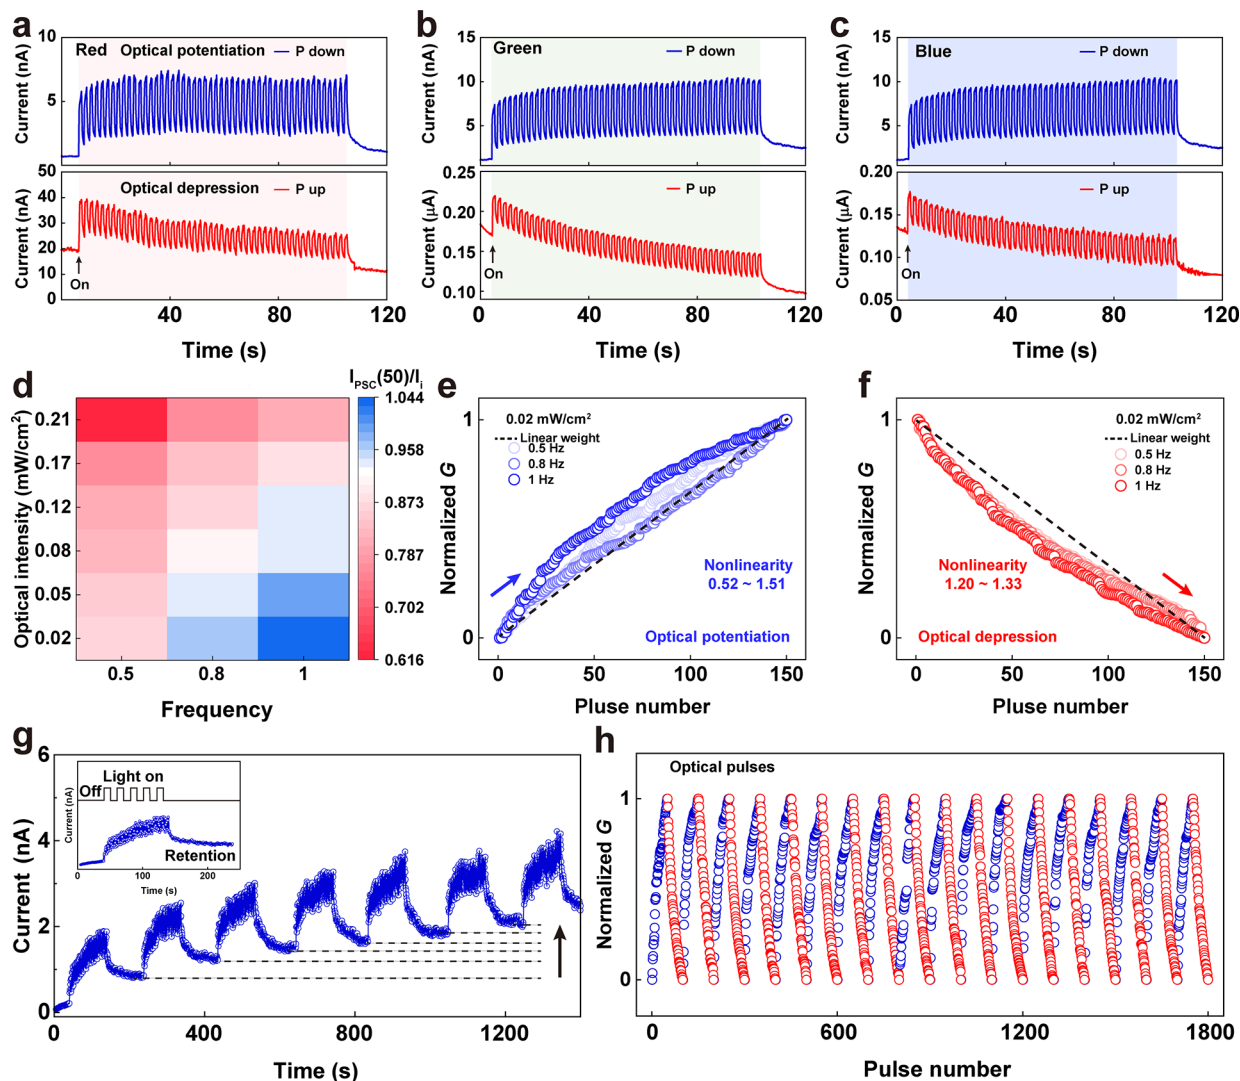 a
Red
Optical potentiation
P down
Current (nA)
10
5
Optical depression
P up
Current (nA)
50
40
30
20
10
0
On
0
40
80
120
Time (s)
b
Green
P down
Current (nA)
15
10
5
P up
Current (μA)
0.25
0.20
0.15
0.10
On
0
40
80
120
Time (s)
c
Blue
P down
Current (nA)
15
10
5
P up
Current (μA)
0.20
0.15
0.10
0.05
On
0
40
80
120
Time (s)
d
I PSC (50)/I i
Optical intensity (mW/cm²)
0.21
0.17
0.12
0.08
0.05
0.02
0.5
0.8
1
Frequency
1.044
0.958
0.873
0.787
0.702
0.616
e
Normalized G
1
0
0.02 mW/cm²
Linear weight
0.5 Hz
0.8 Hz
1 Hz
Nonlinearity
0.52 ~ 1.51
Optical potentiation
0
50
100
150
Pluse number
f
Normalized G
1
0
0.02 mW/cm²
Linear weight
0.5 Hz
0.8 Hz
1 Hz
Nonlinearity
1.20 ~ 1.33
Optical depression
0
50
100
150
Pluse number
g
Current (nA)
6
4
2
0
Light on
Off
Current (nA)
Retention
0
100
200
Time (s)
0
400
800
1200
Time (s)
h
Optical pulses
Normalized G
1
0
0
600
1200
1800
Pulse number